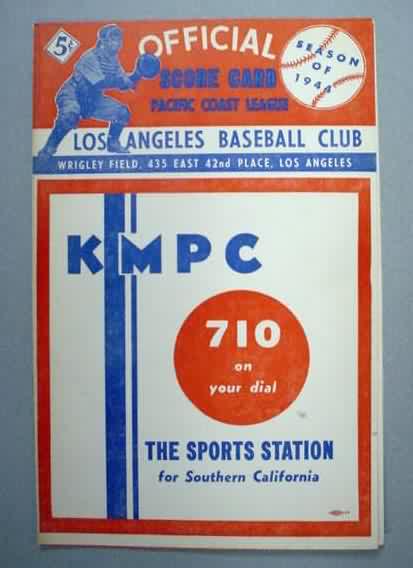 5¢
OFFICIAL
SCORE CARD
PACIFIC COAST LEAGUE
SEASON
OF
1944
LOS ANGELES BASEBALL CLUB
WRIGLEY FIELD, 435 EAST 42nd PLACE, LOS ANGELES
KMPC
710
on
your dial
THE SPORTS STATION
for Southern California